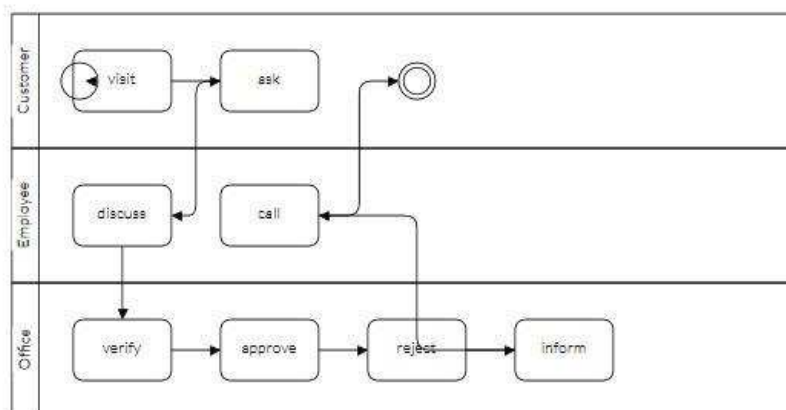 Customer
visit
ask
Employee
discuss
call
Office
verify
approve
reject
inform